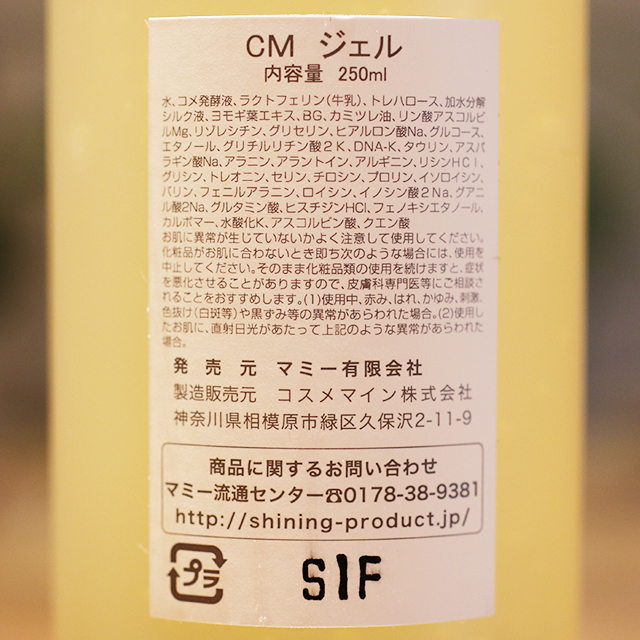 CM ジェル
内容量 250ml
水、コメ発酵液、ラクトフェリン(牛乳)、トレハロース、加水分解
シルク液、ヨモギ葉エキス、BG、カミツレ油、リン酸アスコルビ
ルMg、リゾレシチン、グリセリン、ヒアルロン酸Na、グルコース、
エタノール、グリチルリチン酸2K、DNA-K、タウリン、アスパ
ラギン酸Na、アラニン、アラントイン、アルギニン、リシンHCl、
グリシン、トレオニン、セリン、チロシン、プロリン、イソロイシン、
バリン、フェニルアラニン、ロイシン、イノシン酸2Na、グアニ
ル酸2Na、グルタミン酸、ヒスチジンHCl、フェノキシエタノール、
カルボマー、水酸化K、アスコルビン酸、クエン酸
お肌に異常が生じていないかよく注意して使用してください。
化粧品がお肌に合わないとき即ち次のような場合には、使用を
中止してください。そのまま化粧品類の使用を続けますと、症状
を悪化させることがありますので、皮膚科専門医等にご相談さ
れることをおすすめします。(1)使用中、赤み、はれ、かゆみ、刺激、
色抜け(白斑等)や黒ずみ等の異常があらわれた場合。(2)使用し
たお肌に、直射日光があたって上記のような異常があらわれた
場合。
発売元 マミー有限会社
製造販売元 コスメマイン株式会社
神奈川県相模原市緑区久保沢2-11-9
商品に関するお問い合わせ
マミー流通センター☎0178-38-9381
http://shining-product.jp/
プラ S1F